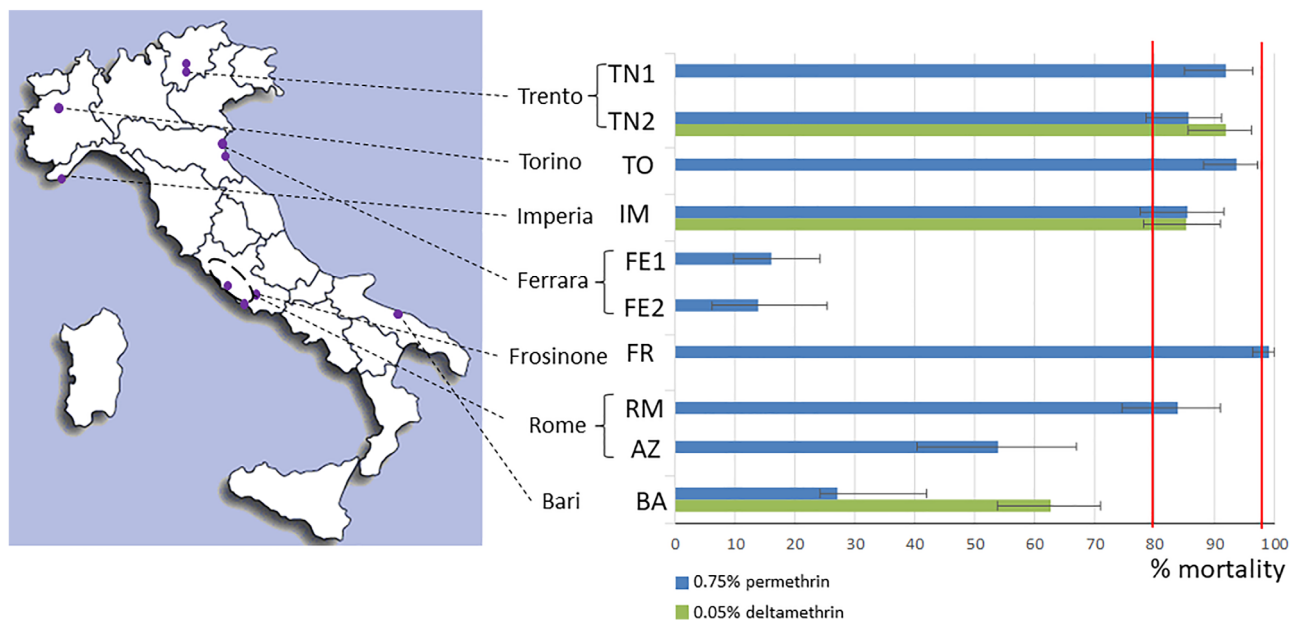 Trento
Torino
Imperia
Ferrara
Frosinone
Rome
Bari
TN1
TN2
TO
IM
FE1
FE2
FR
RM
AZ
BA
0 10 20 30 40 50 60 70 80 90 100
% mortality
0.75% permethrin
0.05% deltamethrin